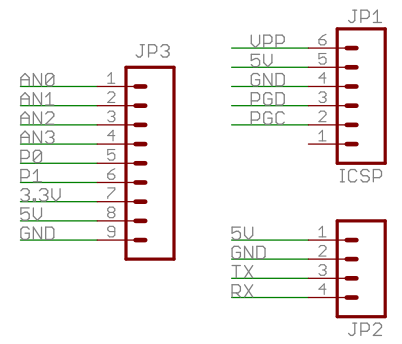 JP3
AN0 1
AN1 2
AN2 3
AN3 4
P0 5
P1 6
3.3V 7
5V 8
GND 9
JP1
VPP 6
5V 5
GND 4
PGD 3
PGC 2
1
ICSP
5V 1
GND 2
TX 3
RX 4
JP2